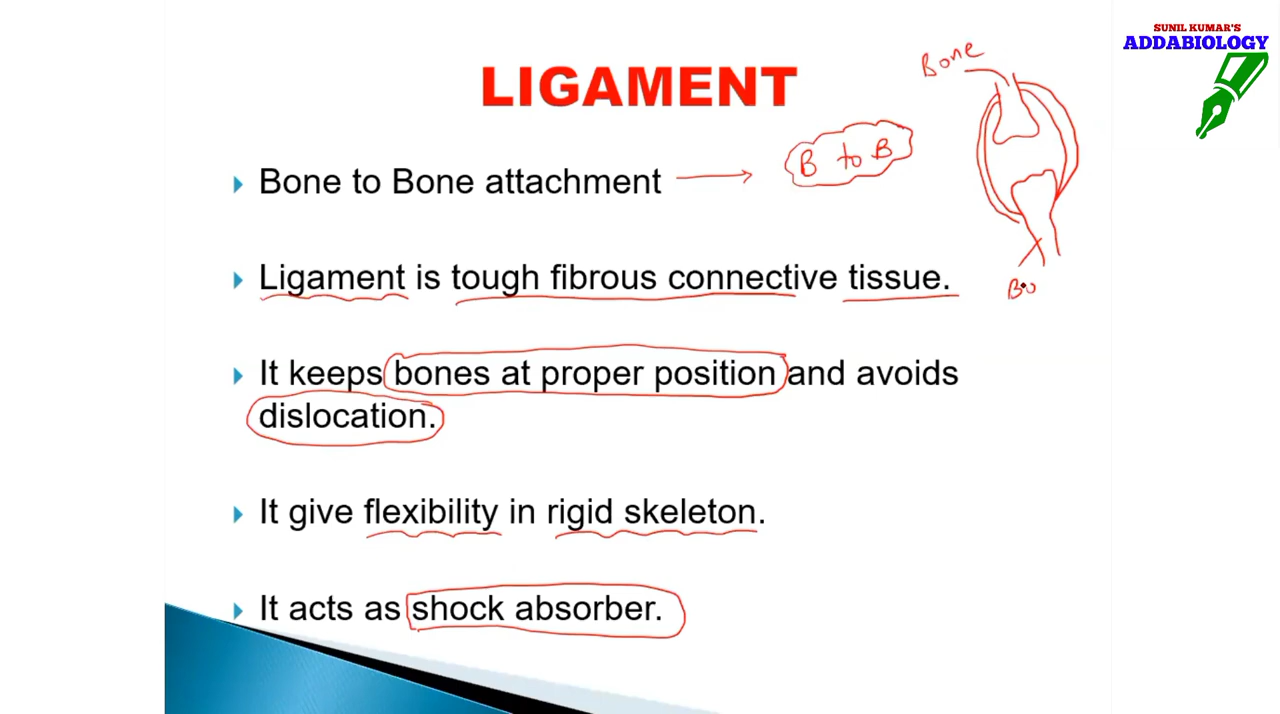 SUNIL KUMAR'S
ADDABIOLOGY
LIGAMENT
Bone
Bone to Bone attachment
B to B
Ligament is tough fibrous connective tissue.
Bo
It keeps bones at proper position and avoids
dislocation.
It give flexibility in rigid skeleton.
It acts as shock absorber.